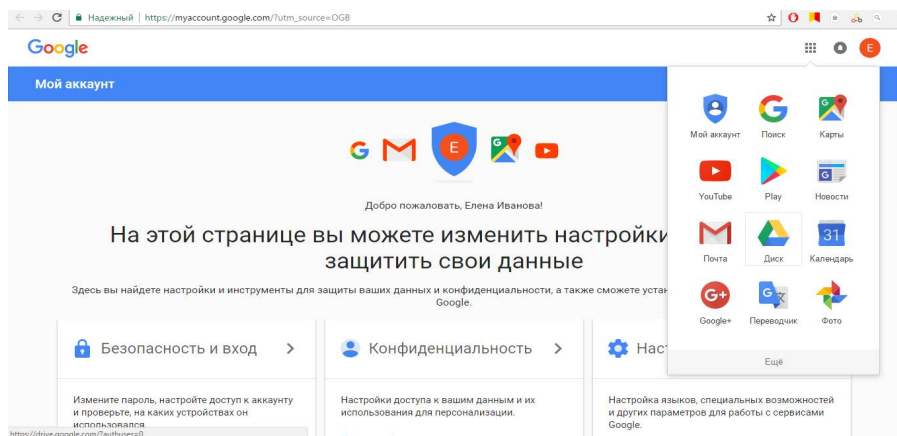 Надежный | https://myaccount.google.com/?utm_source=OGB
Google
E
Мой аккаунт
G
E
G
Добро пожаловать, Елена Иванова!
На этой странице вы можете изменить настройки
защитить свои данные
Здесь вы найдете настройки и инструменты для защиты ваших данных и конфиденциальности, а также сможете
Google.
Безопасность и вход
Измените пароль, настройте доступ к аккаунту
и проверьте, на каких устройствах он
использовался.
Конфиденциальность
Настройки доступа к вашим данным и их
использования для персонализации.
Нас
Настройка языков, специальных возможностей
и других параметров для работы с сервисами
Google.
Мой аккаунт
G
Поиск
G
Карты
YouTube
Play
G
Новости
Почта
Диск
31
Календарь
G+
Google+
G
Переводчик
Фото
Ещё
https://drive.google.com/?authuser=0